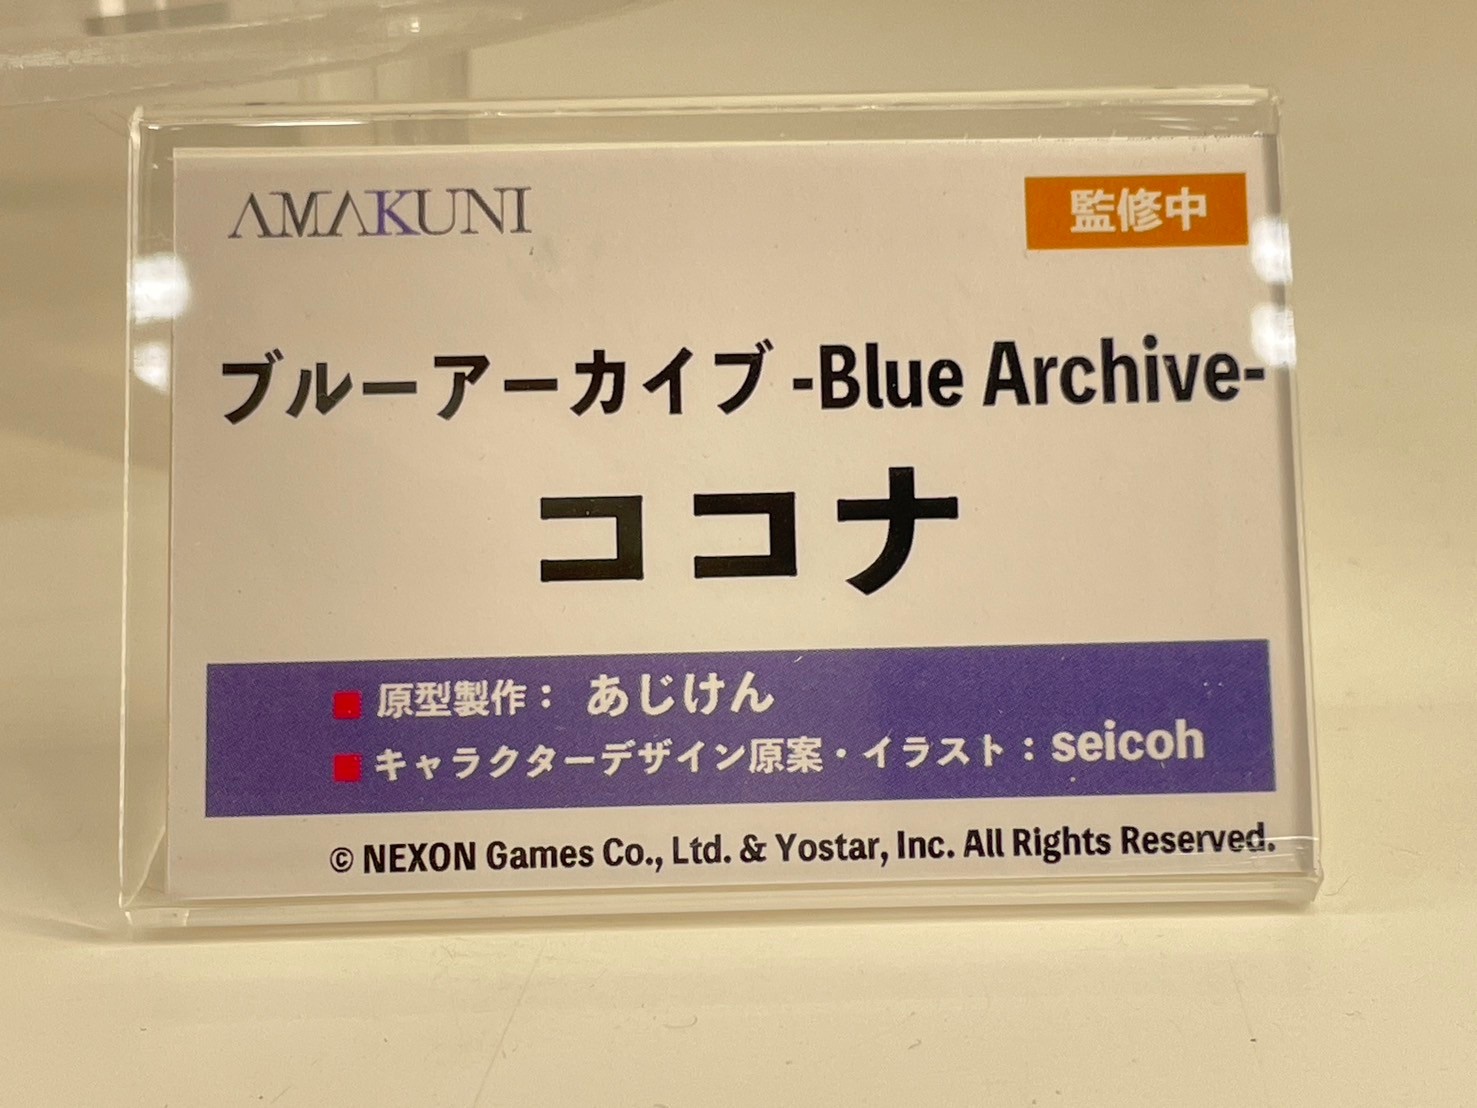 AMAKUNI
監修中
ブルーアーカイブ -Blue Archive-
ココナ
■ 原型製作： あじけん
■ キャラクターデザイン原案・イラスト：seicoh
© NEXON Games Co., Ltd. & Yostar, Inc. All Rights Reserved.